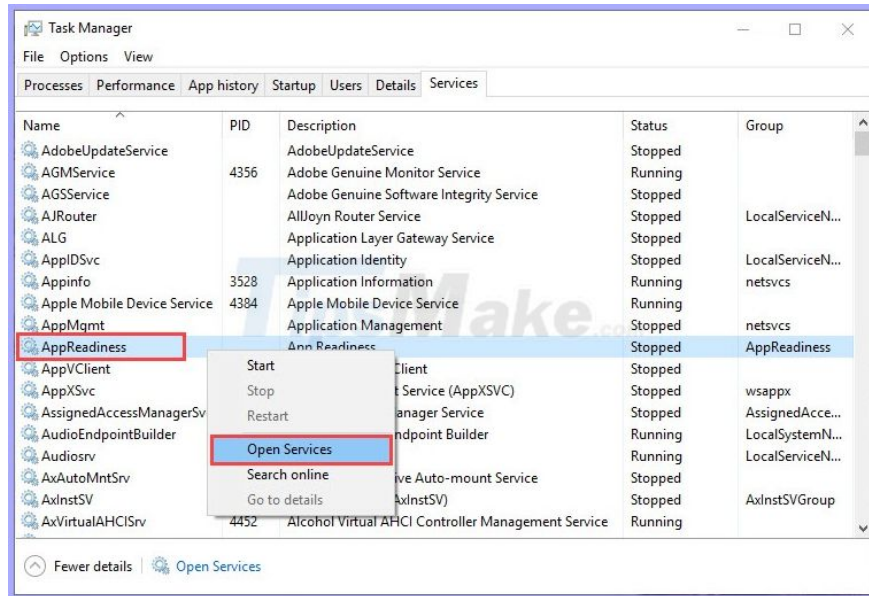 Task Manager
File Options View
Processes Performance App history Startup Users Details Services
Name PID Description Status Group
AdobeUpdateService AdobeUpdateService Stopped
AGMService 4356 Adobe Genuine Monitor Service Running
AGSService Adobe Genuine Software Integrity Service Stopped
AJRouter AllJoyn Router Service Stopped LocalServiceN...
ALG Application Layer Gateway Service Stopped
AppIDSvc Application Identity Stopped LocalServiceN...
Appinfo 3528 Application Information Running netsvcs
Apple Mobile Device Service 4384 Apple Mobile Device Service Running
AppMgmt Application Management Stopped netsvcs
AppReadiness App Readiness Stopped AppReadiness
AppVClient Client Stopped
AppXSvc t Service (AppXSVC) Stopped wsappx
AssignedAccessManagerSv anager Service Stopped AssignedAcce...
AudioEndpointBuilder ndpoint Builder Running LocalSystemN...
Audiosrv Running LocalServiceN...
AxAutoMntSrv ive Auto-mount Service Stopped
AxInstSV AxInstSV) Stopped AxInstSVGroup
AxVirtualAHCISrv 4452 Alcohol Virtual AHCI Controller Management Service Running
Start
Stop
Restart
Open Services
Search online
Go to details
Fewer details Open Services